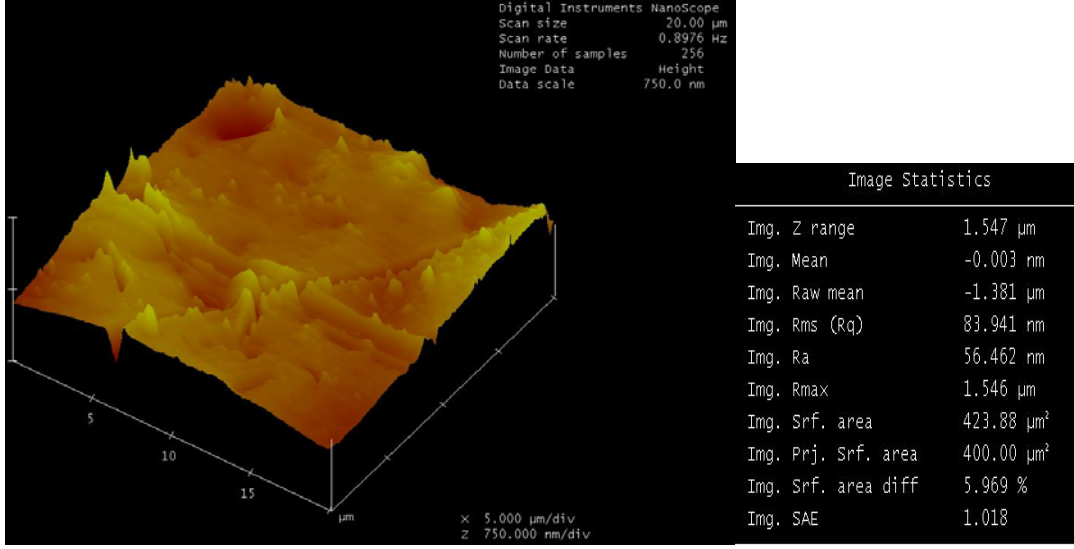 Digital Instruments NanoScope
Scan size 20.00 µm
Scan rate 0.8976 Hz
Number of samples 256
Image Data Height
Data scale 750.0 nm
5
10
15
µm
X 5.000 µm/div
Z 750.000 nm/div
Image Statistics
Img. Z range 1.547 µm
Img. Mean -0.003 nm
Img. Raw mean -1.381 µm
Img. Rms (Rq) 83.941 nm
Img. Ra 56.462 nm
Img. Rmax 1.546 µm
Img. Srf. area 423.88 µm²
Img. Prj. Srf. area 400.00 µm²
Img. Srf. area diff 5.969 %
Img. SAE 1.018